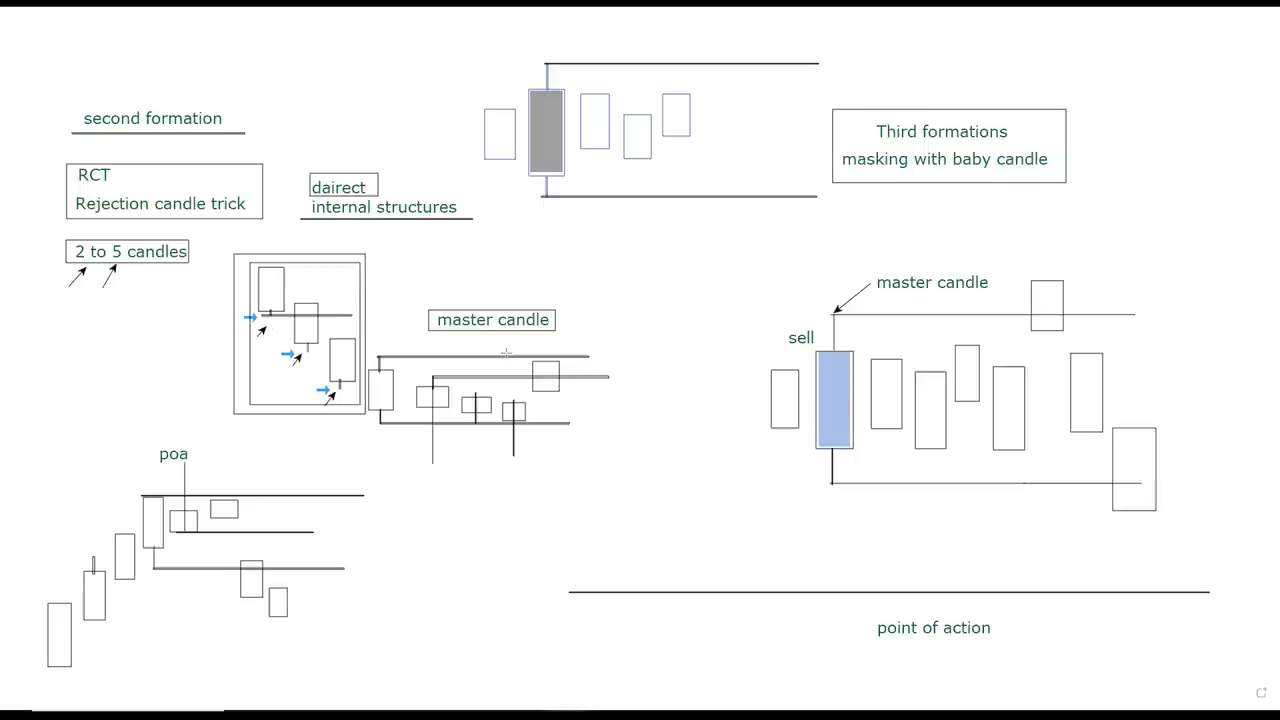 second formation
RCT
Rejection candle trick
2 to 5 candles
dairect
internal structures
master candle
poa
Third formations
masking with baby candle
master candle
sell
point of action